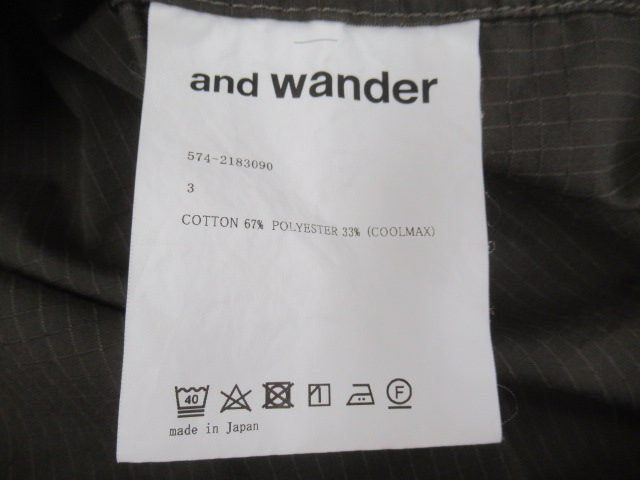 and wander
574-2183090
3
COTTON 67% POLYESTER 33% (COOLMAX)
40
F
made in Japan